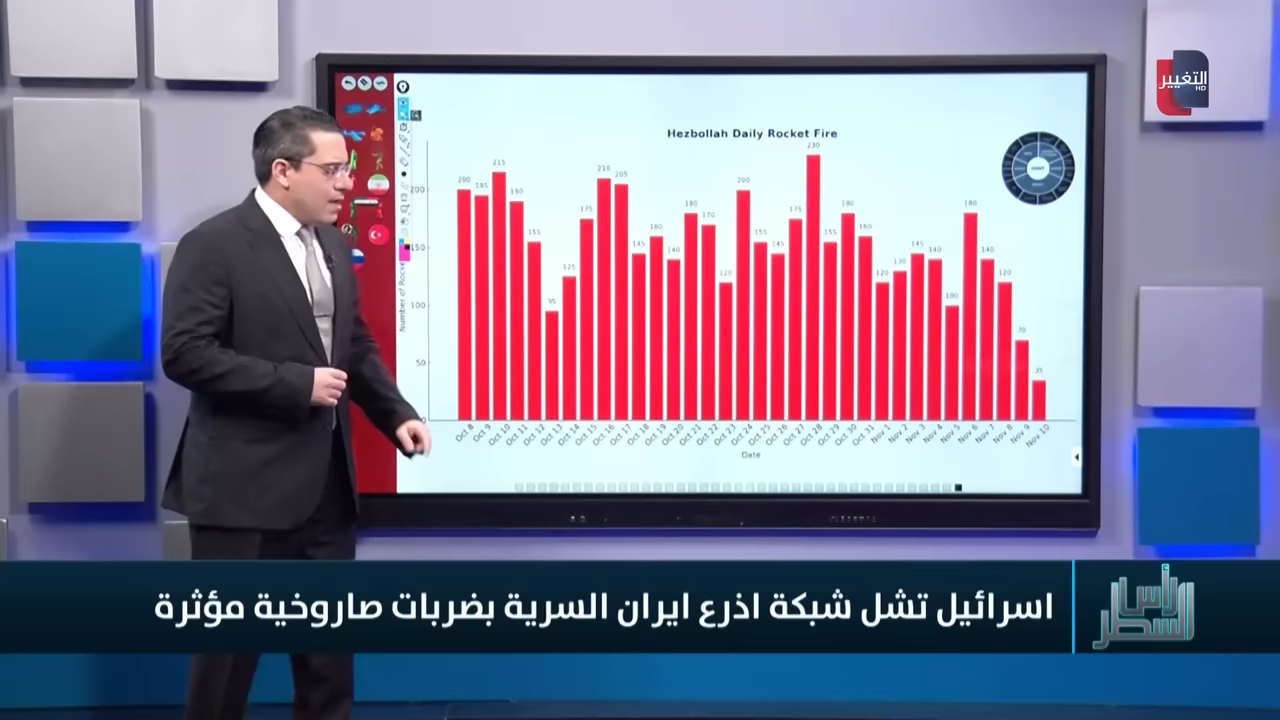 التغيير
HD
Hezbollah Daily Rocket Fire
Number of Rocke
200
150
100
50
0
200 195 215 190 155 95 125 175 210 205 145 160 140 180 170 120 200 155 145 175 230 155 180 160 120 130 145 140 100 180 140 120 70 35
Oct 8 Oct 9 Oct 10 Oct 11 Oct 12 Oct 13 Oct 14 Oct 15 Oct 16 Oct 17 Oct 18 Oct 19 Oct 20 Oct 21 Oct 22 Oct 23 Oct 24 Oct 25 Oct 26 Oct 27 Oct 28 Oct 29 Oct 30 Oct 31 Nov 1 Nov 2 Nov 3 Nov 4 Nov 5 Nov 6 Nov 7 Nov 8 Nov 9 Nov 10
Date
اسرائيل تشل شبكة اذرع ايران السرية بضربات صاروخية مؤثرة
رأس السطر